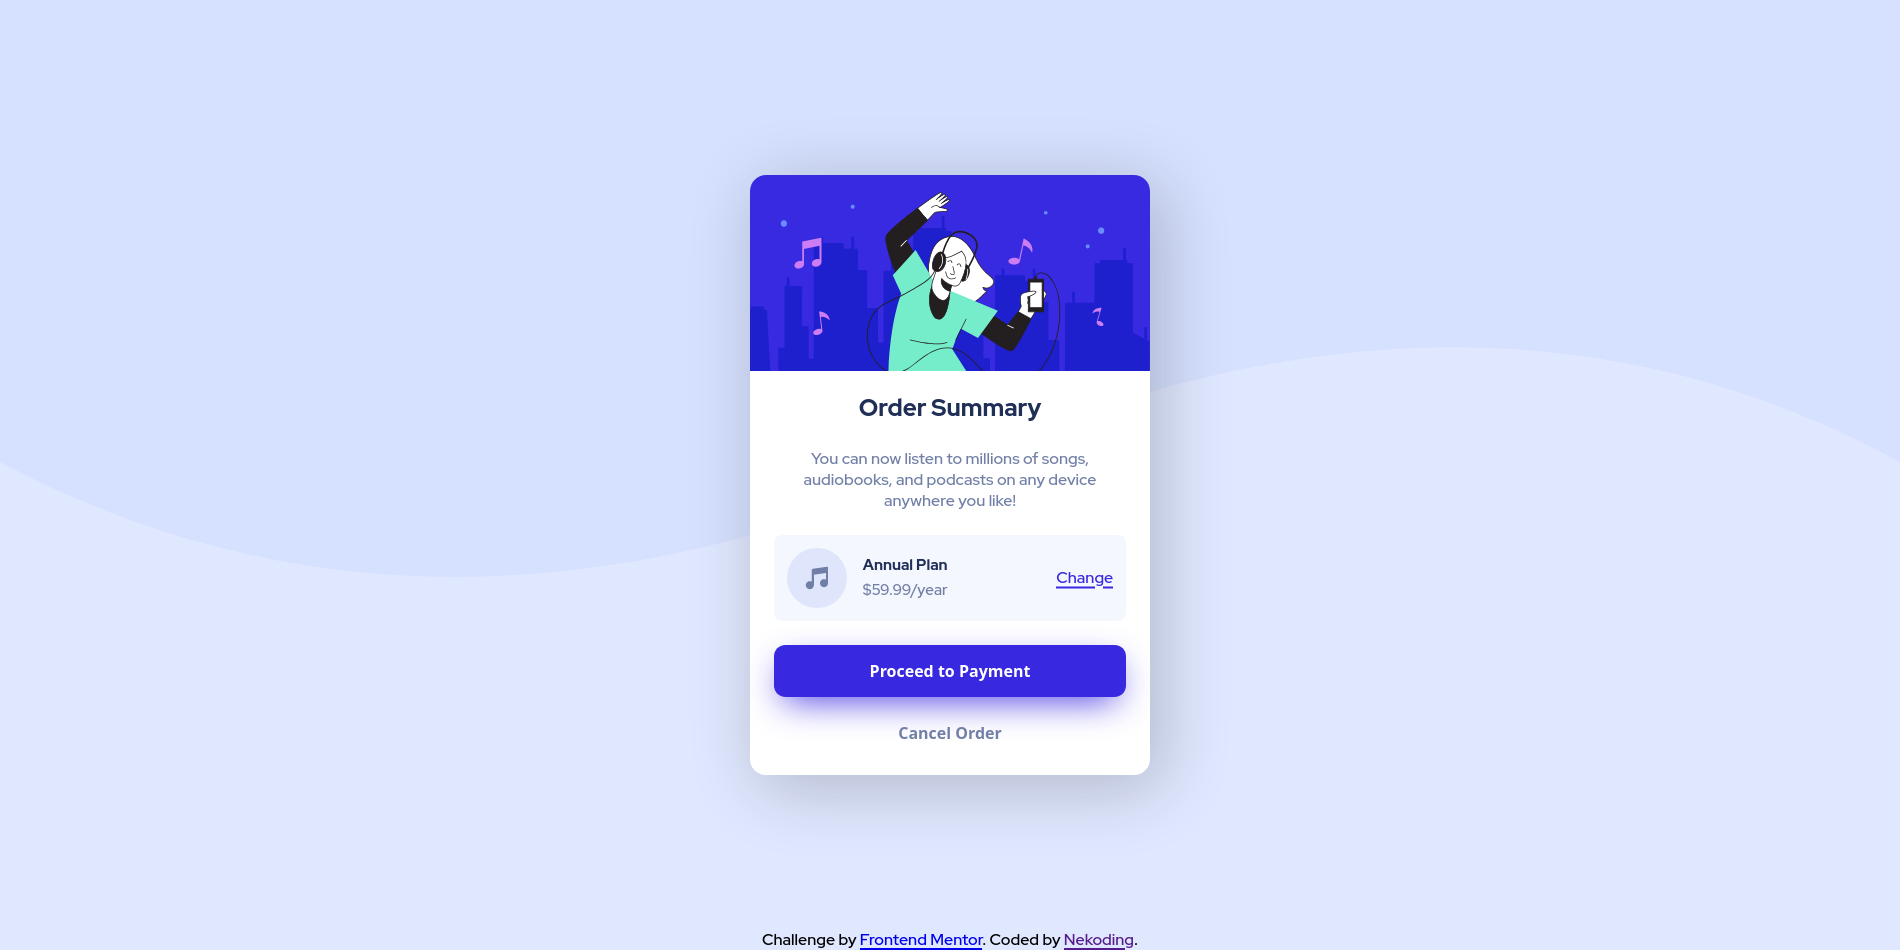 Order Summary
You can now listen to millions of songs,
audiobooks, and podcasts on any device
anywhere you like!
Annual Plan
$59.99/year
Change
Proceed to Payment
Cancel Order
Challenge by Frontend Mentor. Coded by Nekoding.